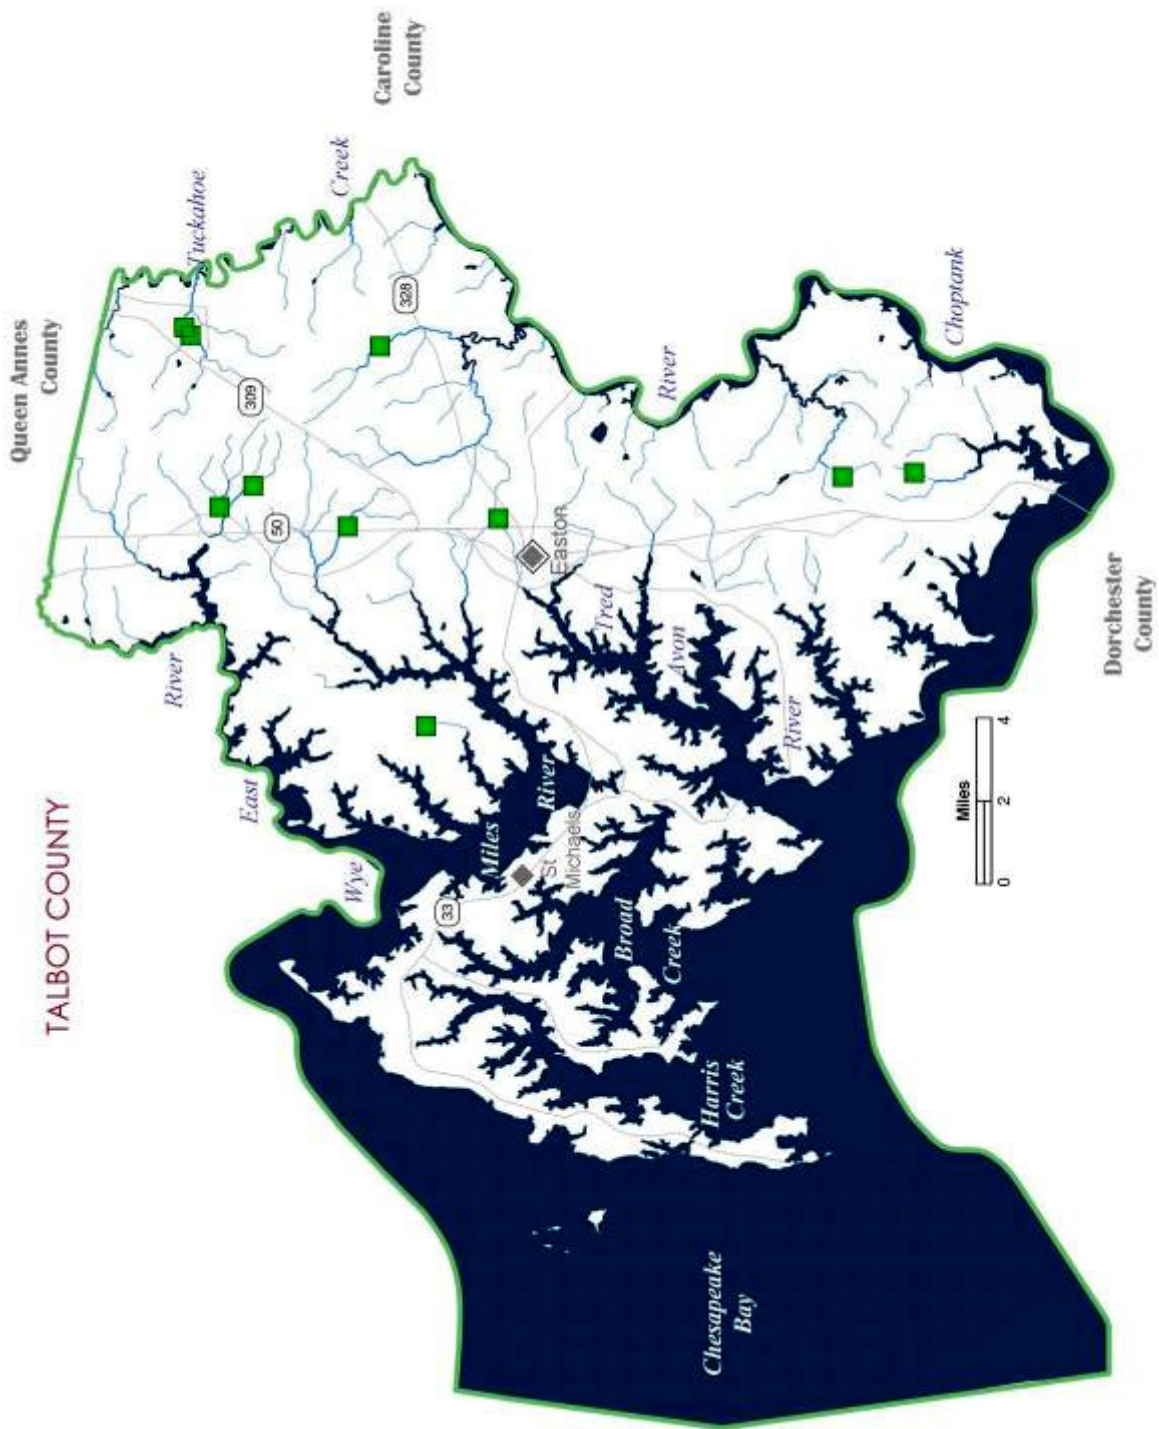 TALBOT COUNTY
Queen Annes
County
Caroline
County
Tuckahoe
Creek
309
328
50
River
East
Wye
Miles
River
33
St
Michaels
Easton
Tred
Avon
River
River
Choptank
Broad
Creek
Harris
Creek
Chesapeake
Bay
Miles
0
2
4
Dorchester
County